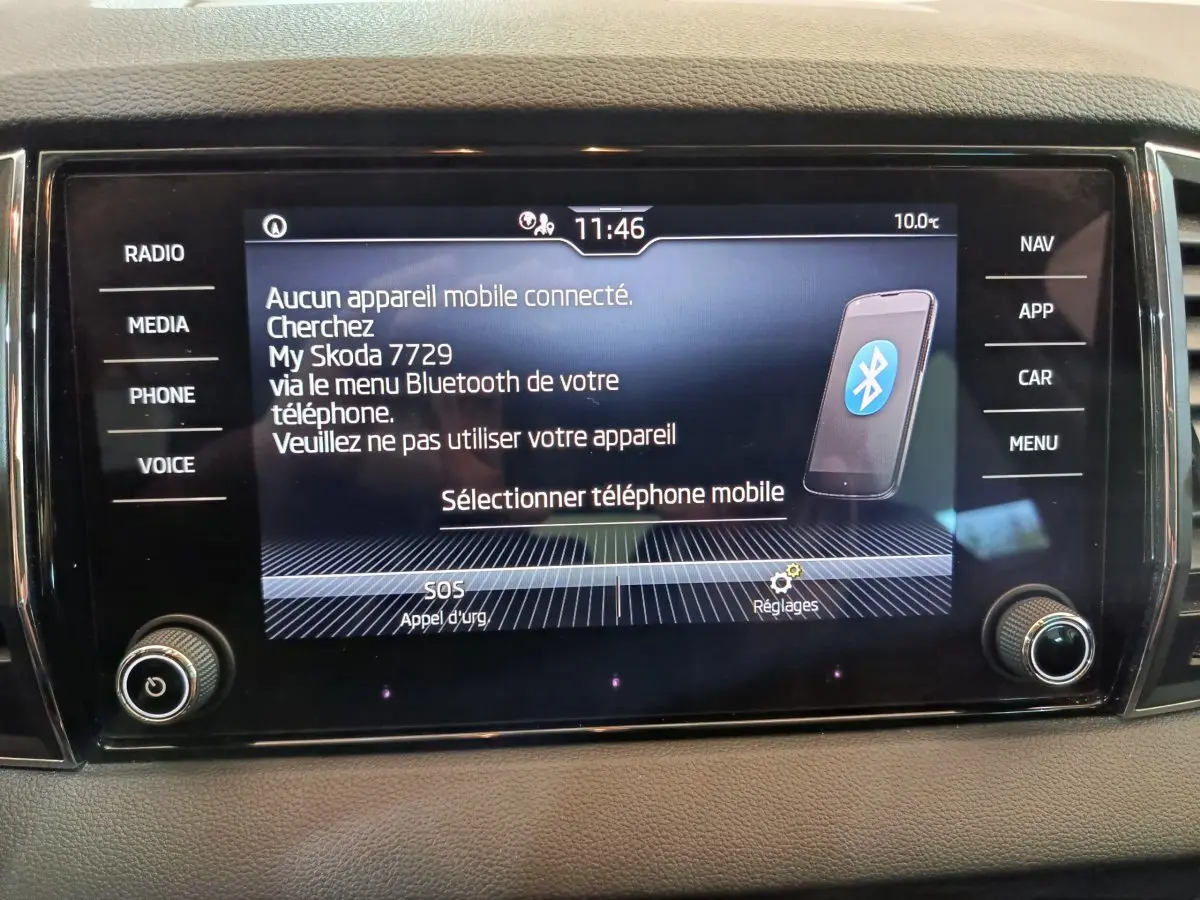 11:46
10.0°C
RADIO
MEDIA
PHONE
VOICE
Aucun appareil mobile connecté.
Cherchez
My Skoda 7729
via le menu Bluetooth de votre
téléphone.
Veuillez ne pas utiliser votre appareil
Sélectionner téléphone mobile
SOS
Appel d'urg.
Réglages
NAV
APP
CAR
MENU